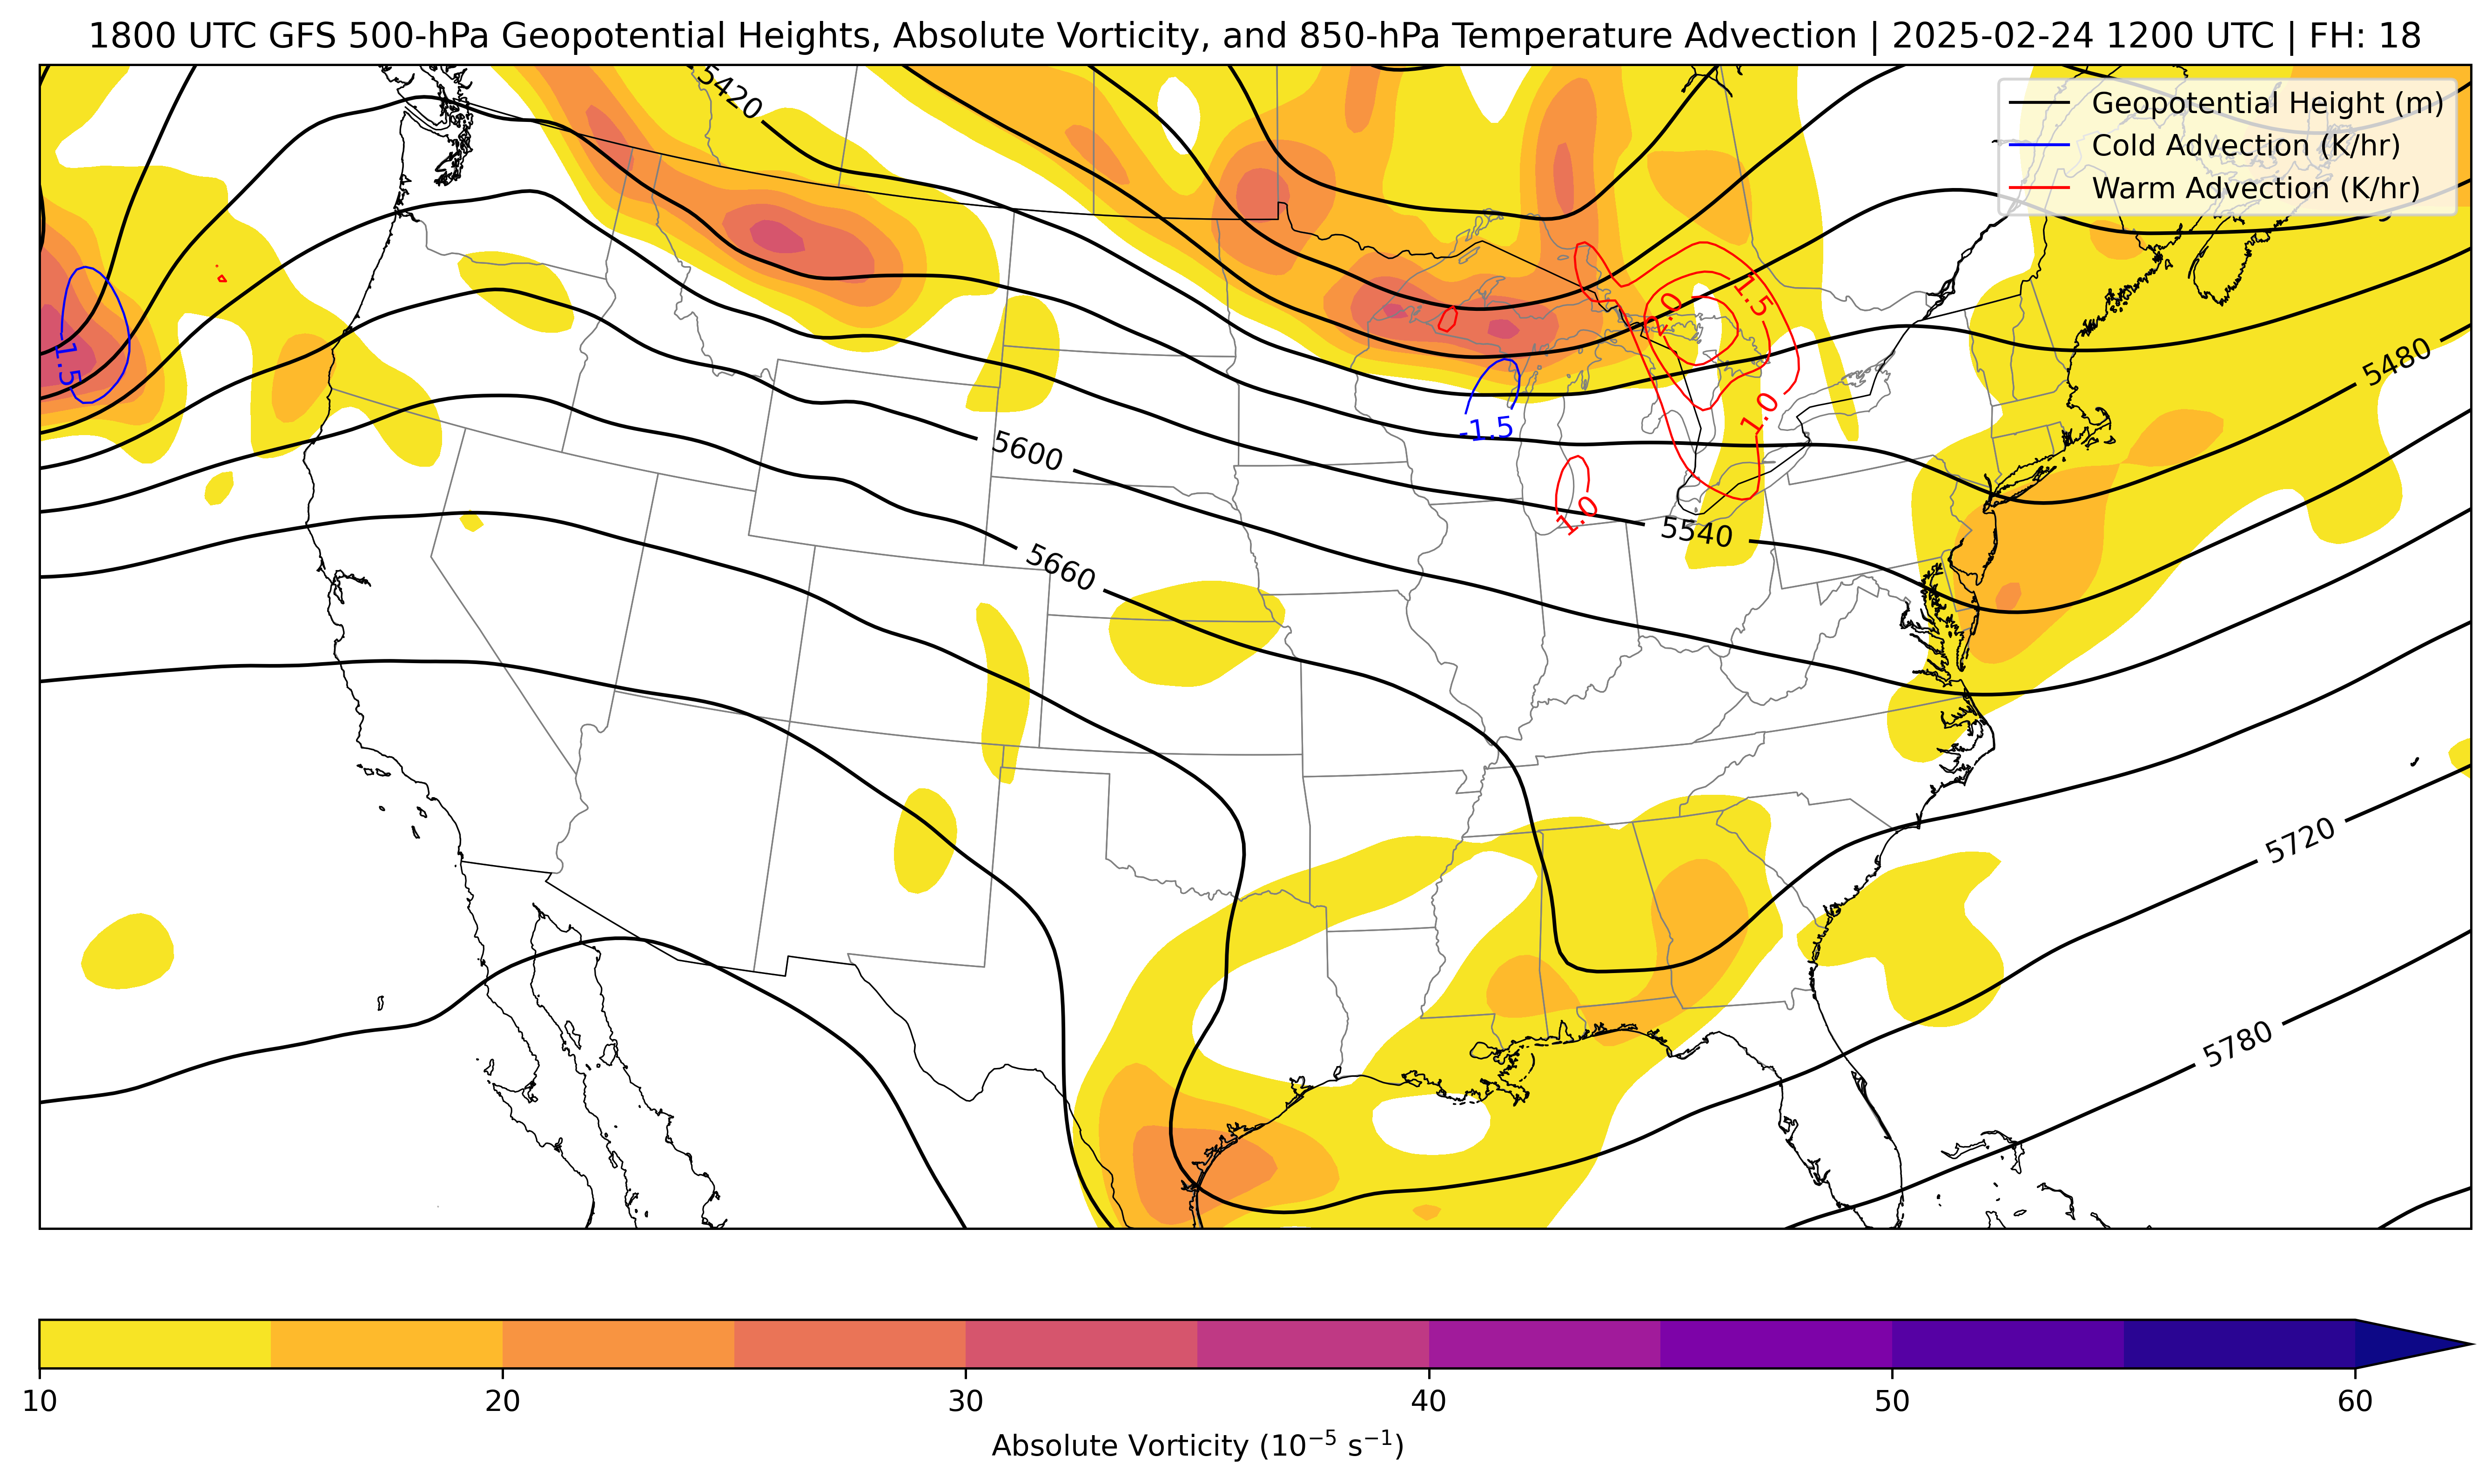 1800 UTC GFS 500-hPa Geopotential Heights, Absolute Vorticity, and 850-hPa Temperature Advection | 2025-02-24 1200 UTC | FH: 18
Geopotential Height (m)
Cold Advection (K/hr)
Warm Advection (K/hr)
5420
1.5
2.0
0
-1.5
5480
1.0
-1.5
5600
1.0
5540
5660
5720
5780
10 20 30 40 50 60
Absolute Vorticity (10⁻⁵ s⁻¹)